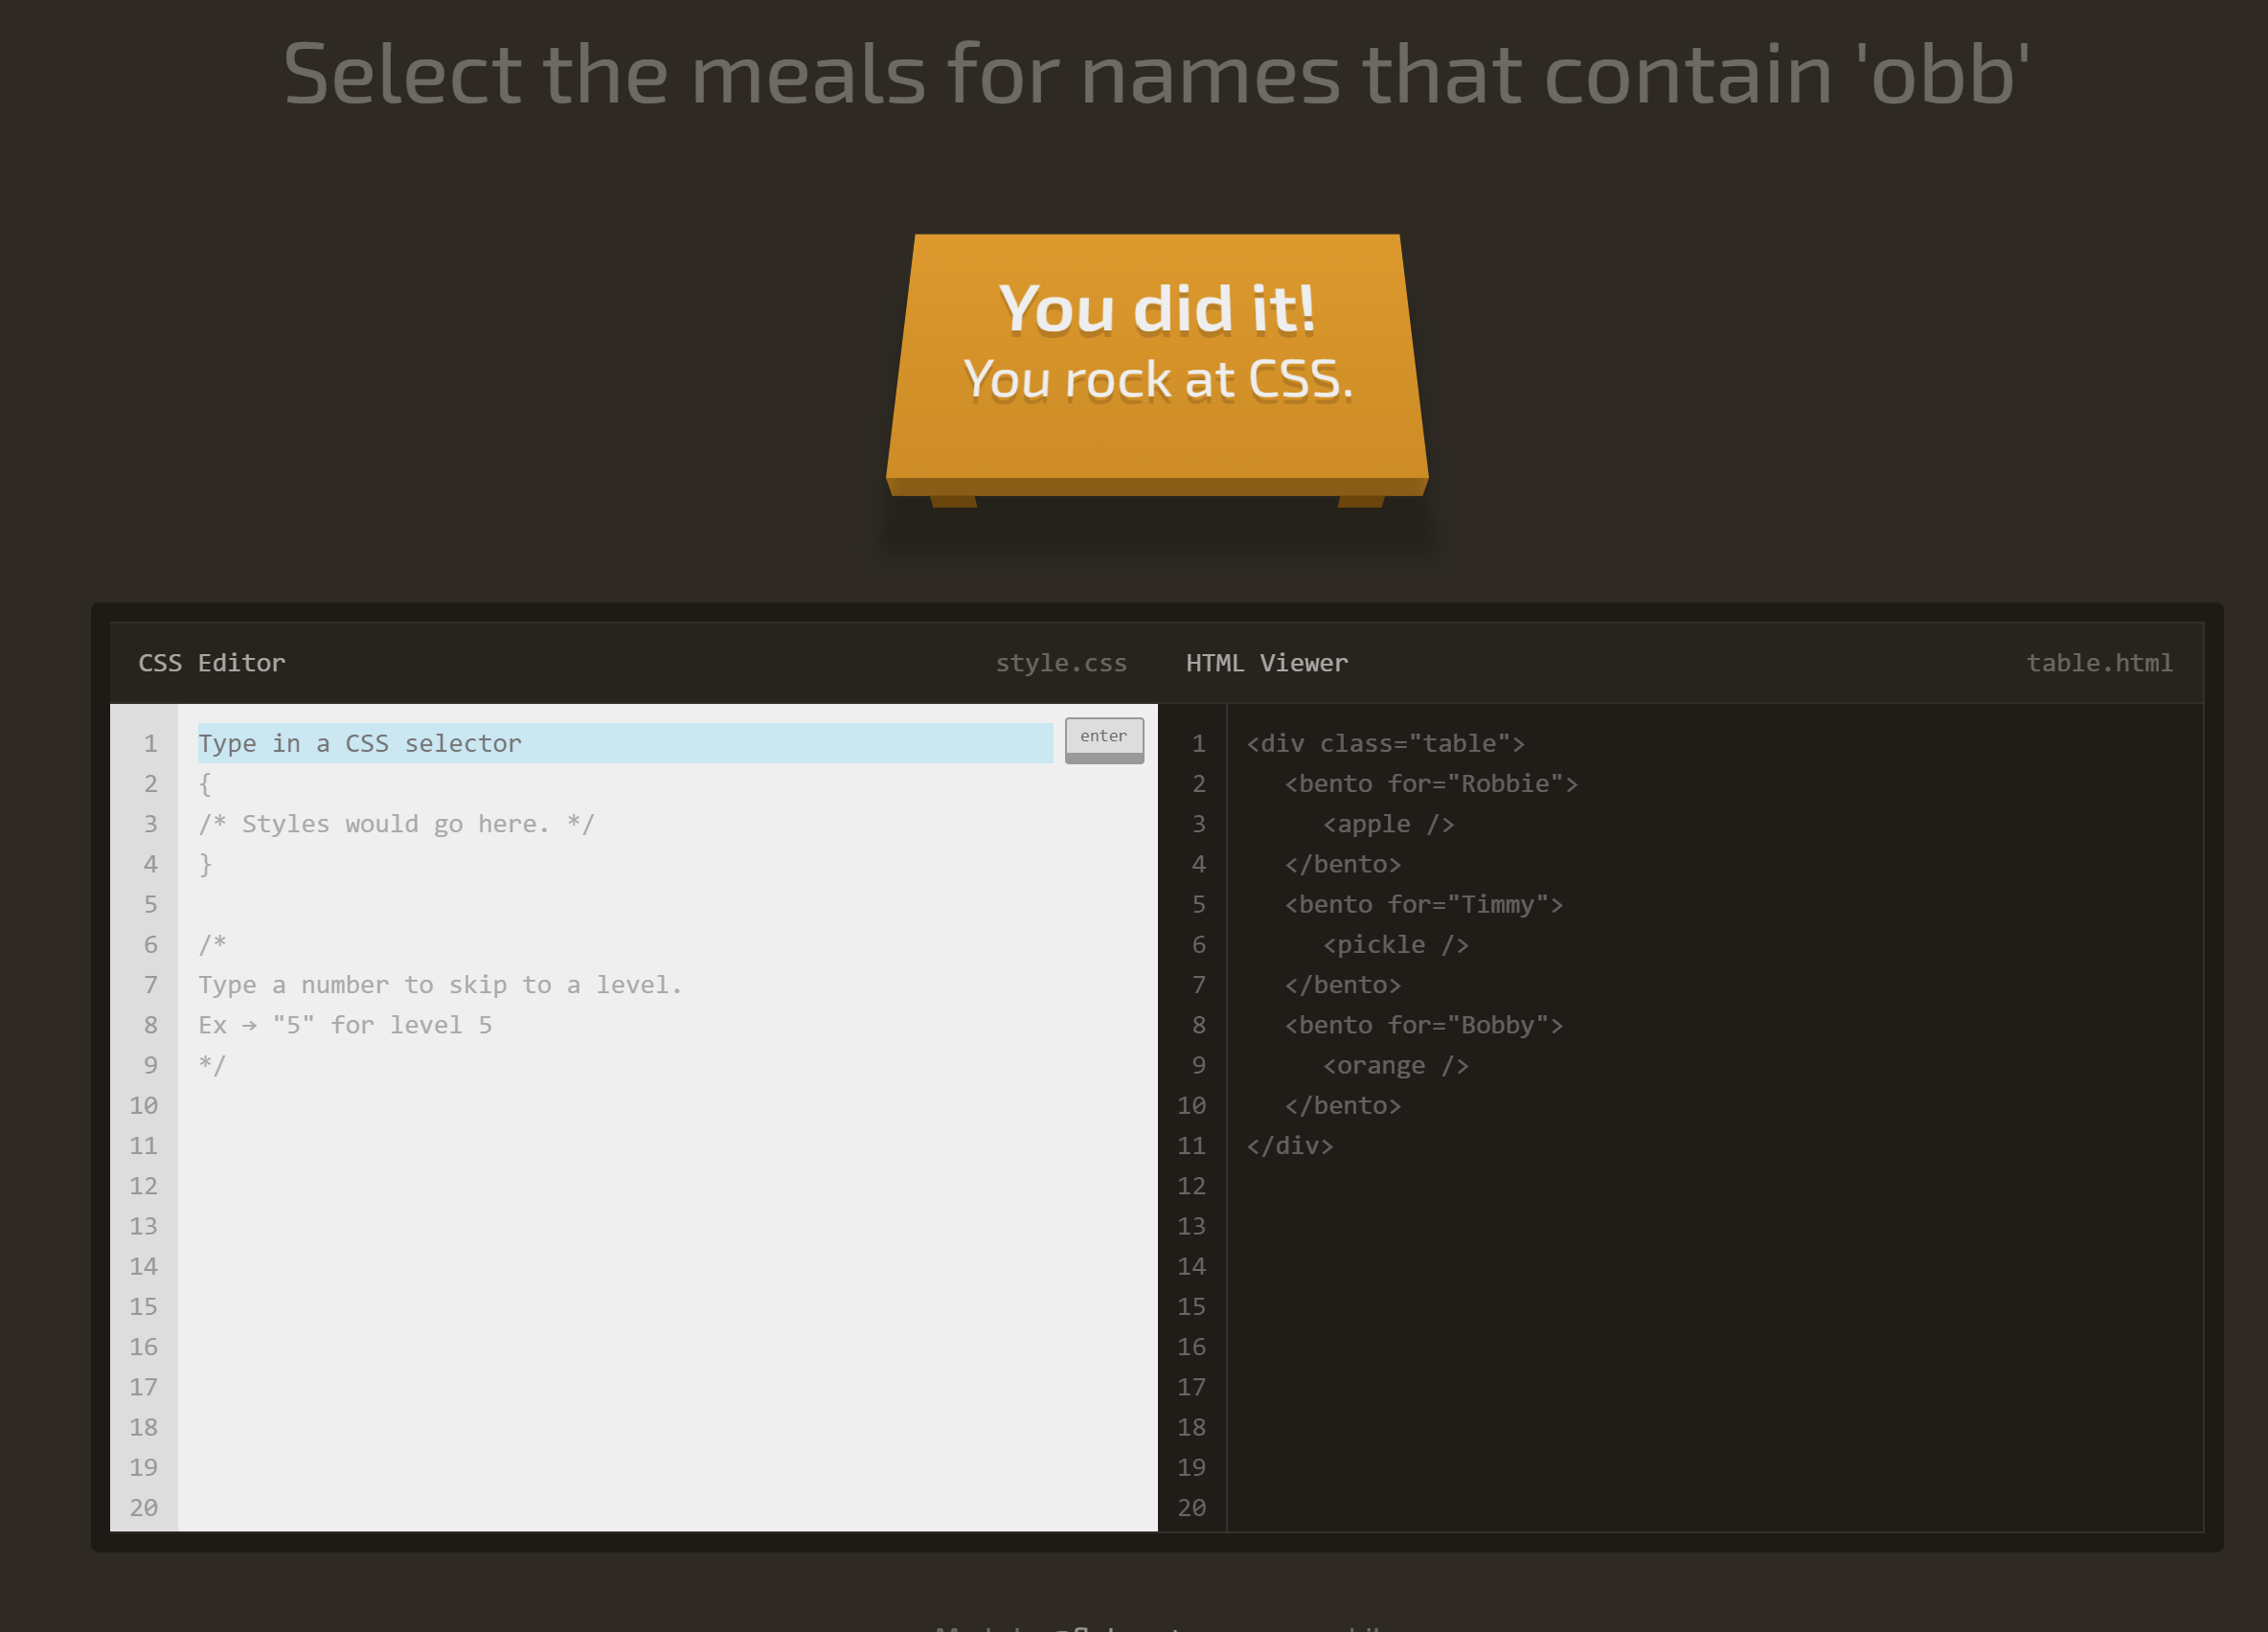 Select the meals for names that contain 'obb'
You did it!
You rock at CSS.
CSS Editor
style.css
1
Type in a CSS selector
enter
2
{
3
/* Styles would go here. */
4
}
5
6
/*
7
Type a number to skip to a level.
8
Ex → "5" for level 5
9
*/
10
11
12
13
14
15
16
17
18
19
20
HTML Viewer
table.html
1
<div class="table">
2
<bento for="Robbie">
3
<apple />
4
</bento>
5
<bento for="Timmy">
6
<pickle />
7
</bento>
8
<bento for="Bobby">
9
<orange />
10
</bento>
11
</div>
12
13
14
15
16
17
18
19
20